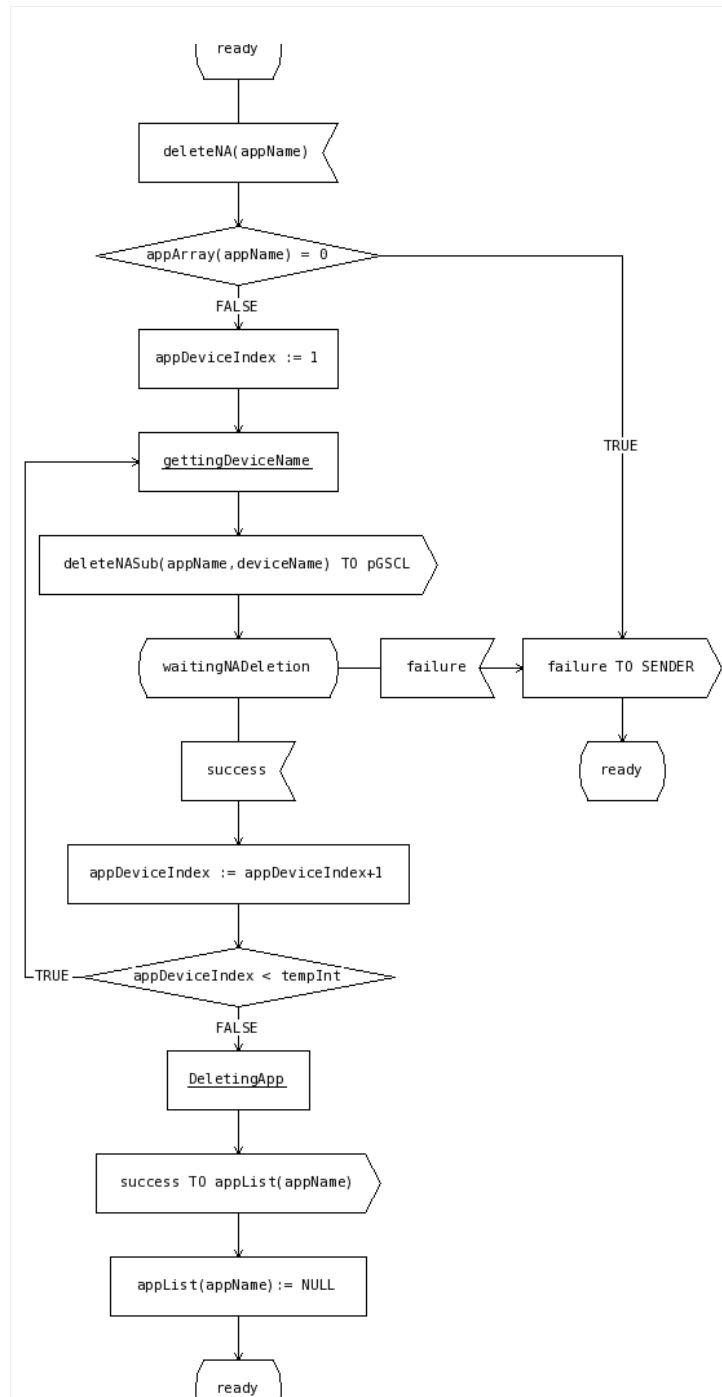 ready
deleteNA(appName)
appArray(appName) = 0
FALSE
appDeviceIndex := 1
TRUE
gettingDeviceName
deleteNASub(appName,deviceName) TO pGSCL
waitingNADeletion
failure
failure TO SENDER
success
ready
appDeviceIndex := appDeviceIndex+1
TRUE
appDeviceIndex < tempInt
FALSE
DeletingApp
success TO appList(appName)
appList(appName):= NULL
ready